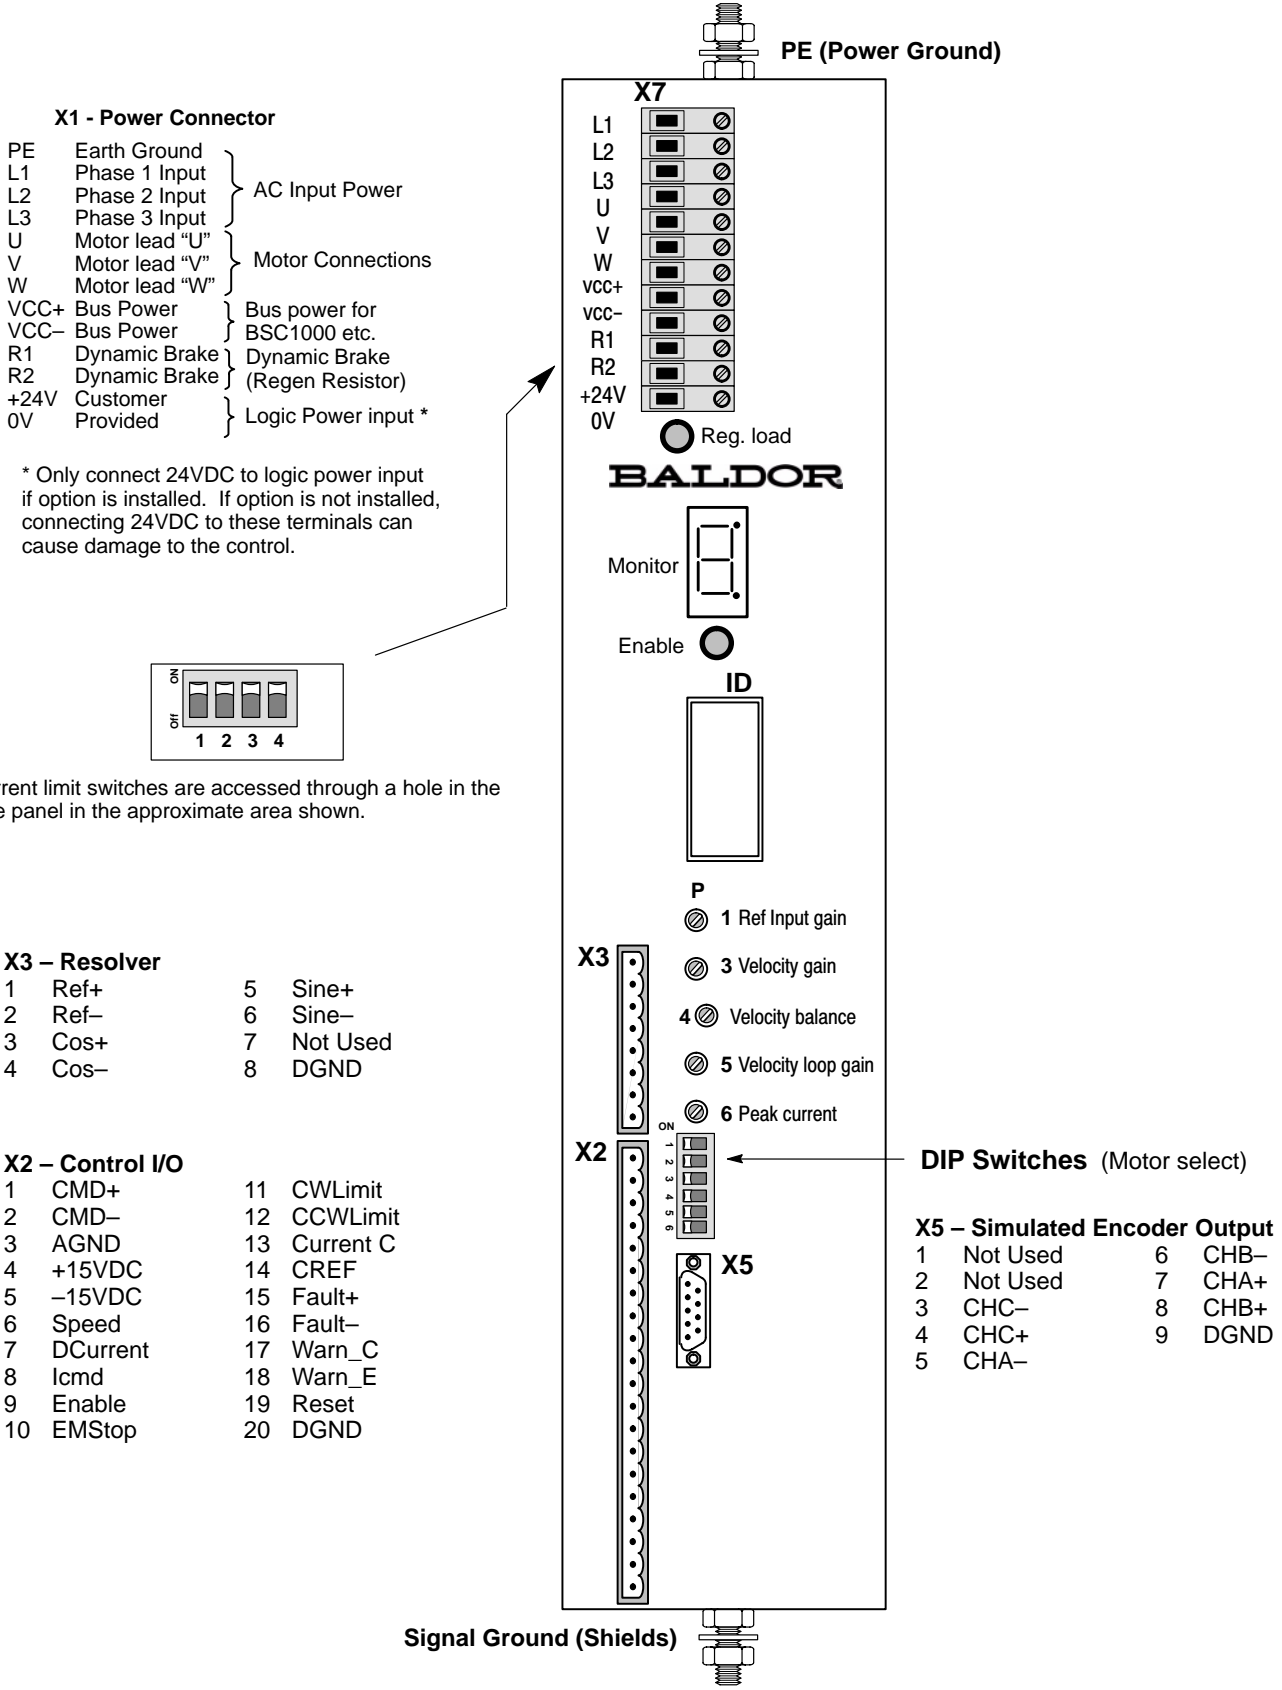 PE (Power Ground)
X1 - Power Connector
PE Earth Ground
L1 Phase 1 Input
L2 Phase 2 Input
L3 Phase 3 Input
AC Input Power
U Motor lead “U”
V Motor lead “V”
W Motor lead “W”
Motor Connections
VCC+ Bus Power
VCC– Bus Power
Bus power for
BSC1000 etc.
R1 Dynamic Brake
R2 Dynamic Brake
Dynamic Brake
(Regen Resistor)
+24V Customer
0V Provided
Logic Power input *
* Only connect 24VDC to logic power input
if option is installed. If option is not installed,
connecting 24VDC to these terminals can
cause damage to the control.
X7
L1
L2
L3
U
V
W
VCC+
VCC–
R1
R2
+24V
0V
Reg. load
BALDOR
Monitor
Enable
ID
ON
Off
1 2 3 4
rrent limit switches are accessed through a hole in the
e panel in the approximate area shown.
P
1 Ref Input gain
3 Velocity gain
4 Velocity balance
5 Velocity loop gain
6 Peak current
X3
X3 – Resolver
1 Ref+ 5 Sine+
2 Ref– 6 Sine–
3 Cos+ 7 Not Used
4 Cos– 8 DGND
ON
1
2
3
4
5
6
X2
DIP Switches (Motor select)
X2 – Control I/O
1 CMD+ 11 CWLimit
2 CMD– 12 CCWLimit
3 AGND 13 Current C
4 +15VDC 14 CREF
5 –15VDC 15 Fault+
6 Speed 16 Fault–
7 DCurrent 17 Warn_C
8 Icmd 18 Warn_E
9 Enable 19 Reset
10 EMStop 20 DGND
X5
X5 – Simulated Encoder Output
1 Not Used 6 CHB–
2 Not Used 7 CHA+
3 CHC– 8 CHB+
4 CHC+ 9 DGND
5 CHA–
Signal Ground (Shields)